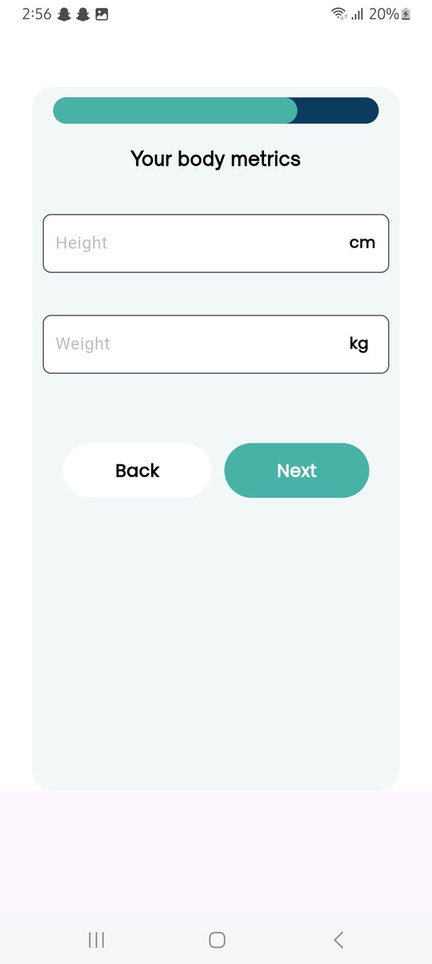 2:56 20%
Your body metrics
Height cm
Weight kg
Back Next